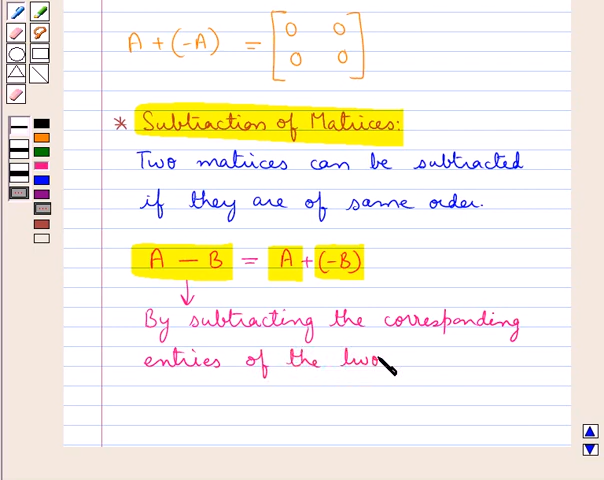 A + (-A) = [0 0
0 0]
* Subtraction of Matrices:
Two matrices can be subtracted
if they are of same order.
A - B = A + (-B)
By subtracting the corresponding
entries of the two